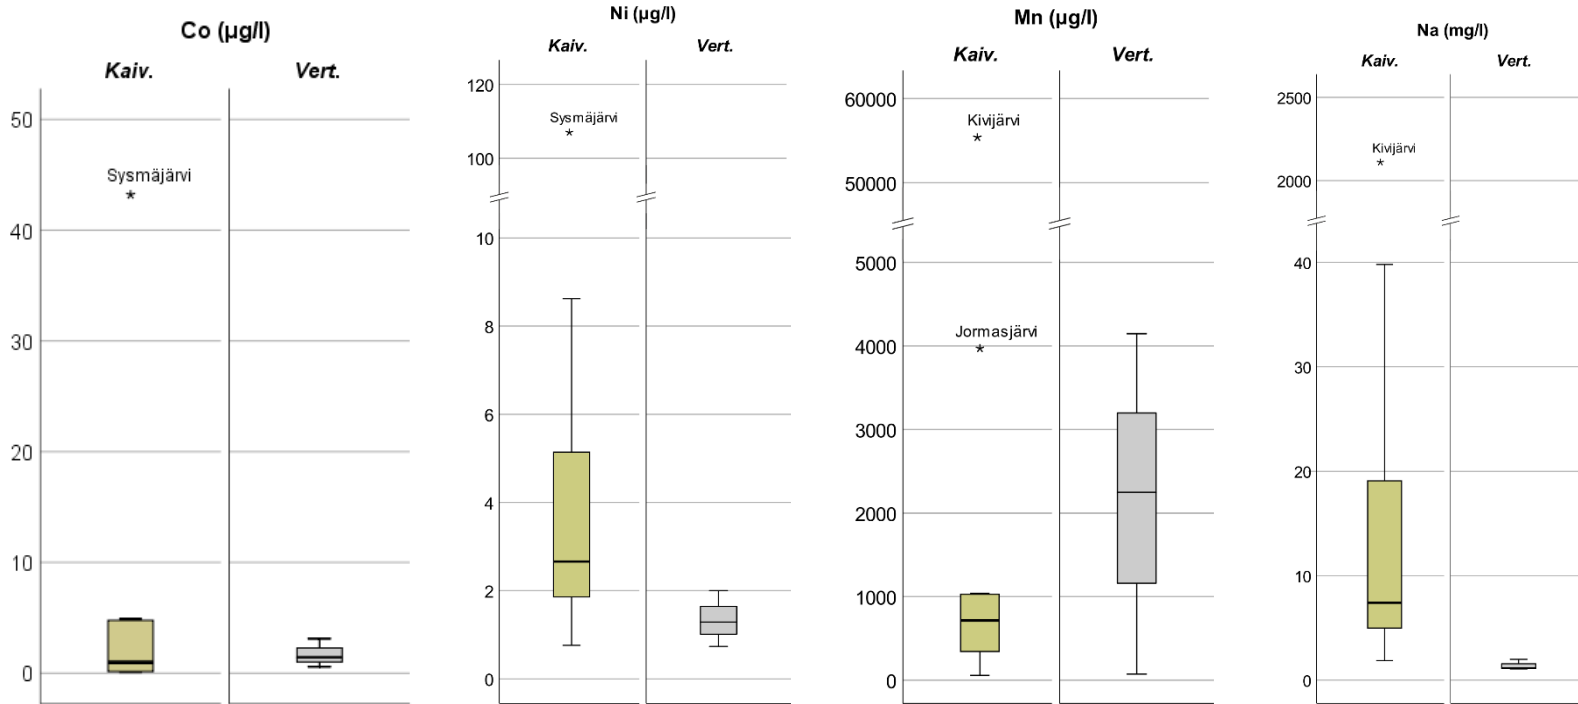 Co (µg/l)
Kaiv. Vert.
50
Sysmäjärvi
*
40
30
20
10
0
Ni (µg/l)
Kaiv. Vert.
120
Sysmäjärvi
*
100
10
8
6
4
2
0
Mn (µg/l)
Kaiv. Vert.
60000
Kivijärvi
*
50000
5000
Jormasjärvi
4000
*
3000
2000
1000
0
Na (mg/l)
Kaiv. Vert.
2500
Kivijärvi
*
2000
40
30
20
10
0